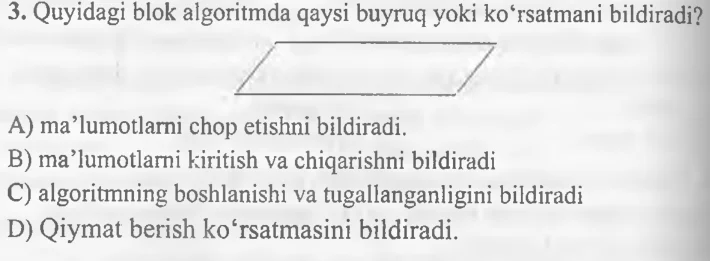 3. Quyidagi blok algoritmda qaysi buyruq yoki ko‘rsatmani bildiradi?
A) ma’lumotlarni chop etishni bildiradi.
B) ma’lumotlarni kiritish va chiqarishni bildiradi
C) algoritmning boshlanishi va tugallanganligini bildiradi
D) Qiymat berish ko‘rsatmasini bildiradi.